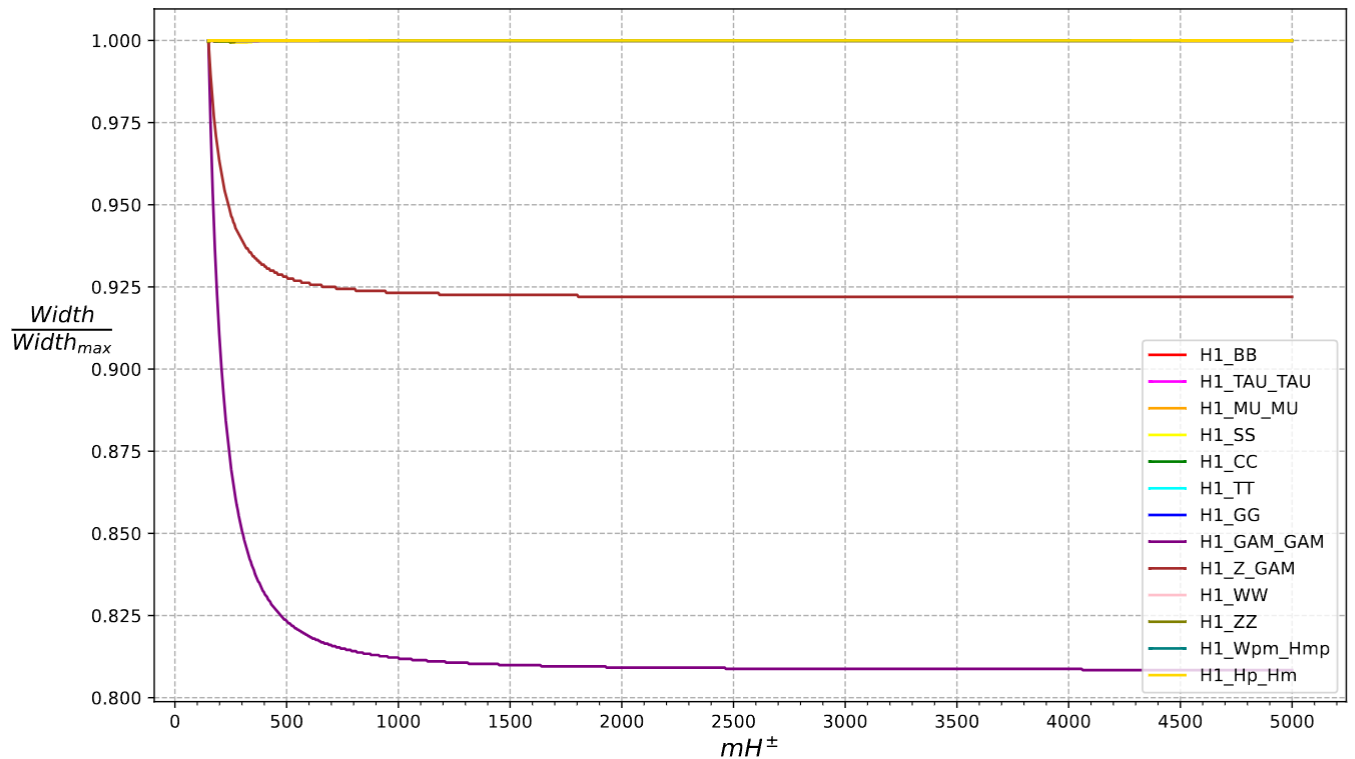 1.000
0.975
0.950
0.925
0.900
0.875
0.850
0.825
0.800
Width
Width_max
0 500 1000 1500 2000 2500 3000 3500 4000 4500 5000
mH^±
H1_BB
H1_TAU_TAU
H1_MU_MU
H1_SS
H1_CC
H1_TT
H1_GG
H1_GAM_GAM
H1_Z_GAM
H1_WW
H1_ZZ
H1_Wpm_Hmp
H1_Hp_Hm